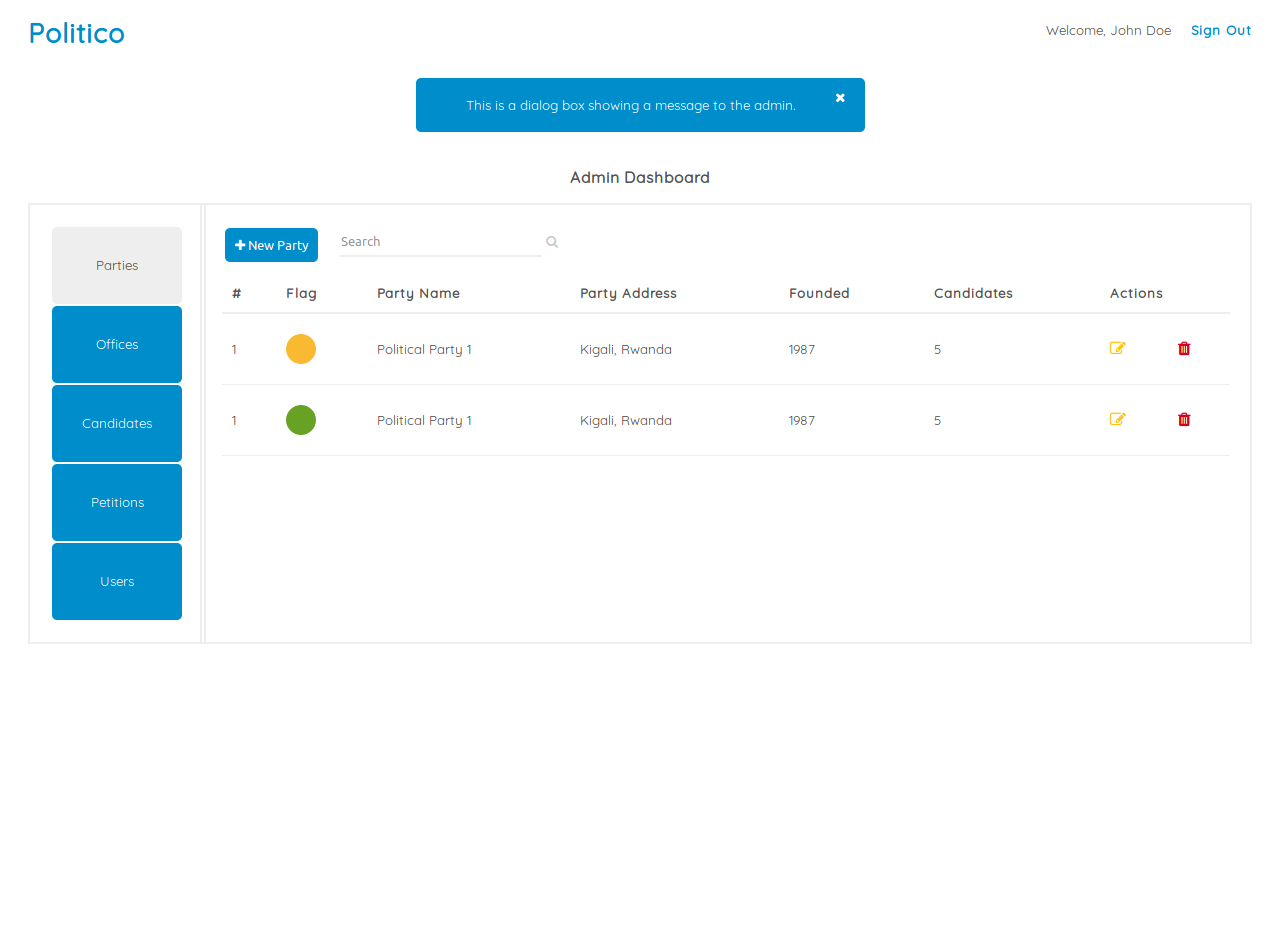 Politico
Welcome, John Doe Sign Out
This is a dialog box showing a message to the admin.
Admin Dashboard
Parties
Offices
Candidates
Petitions
Users
New Party Search
# Flag Party Name Party Address Founded Candidates Actions
1 Political Party 1 Kigali, Rwanda 1987 5
1 Political Party 1 Kigali, Rwanda 1987 5